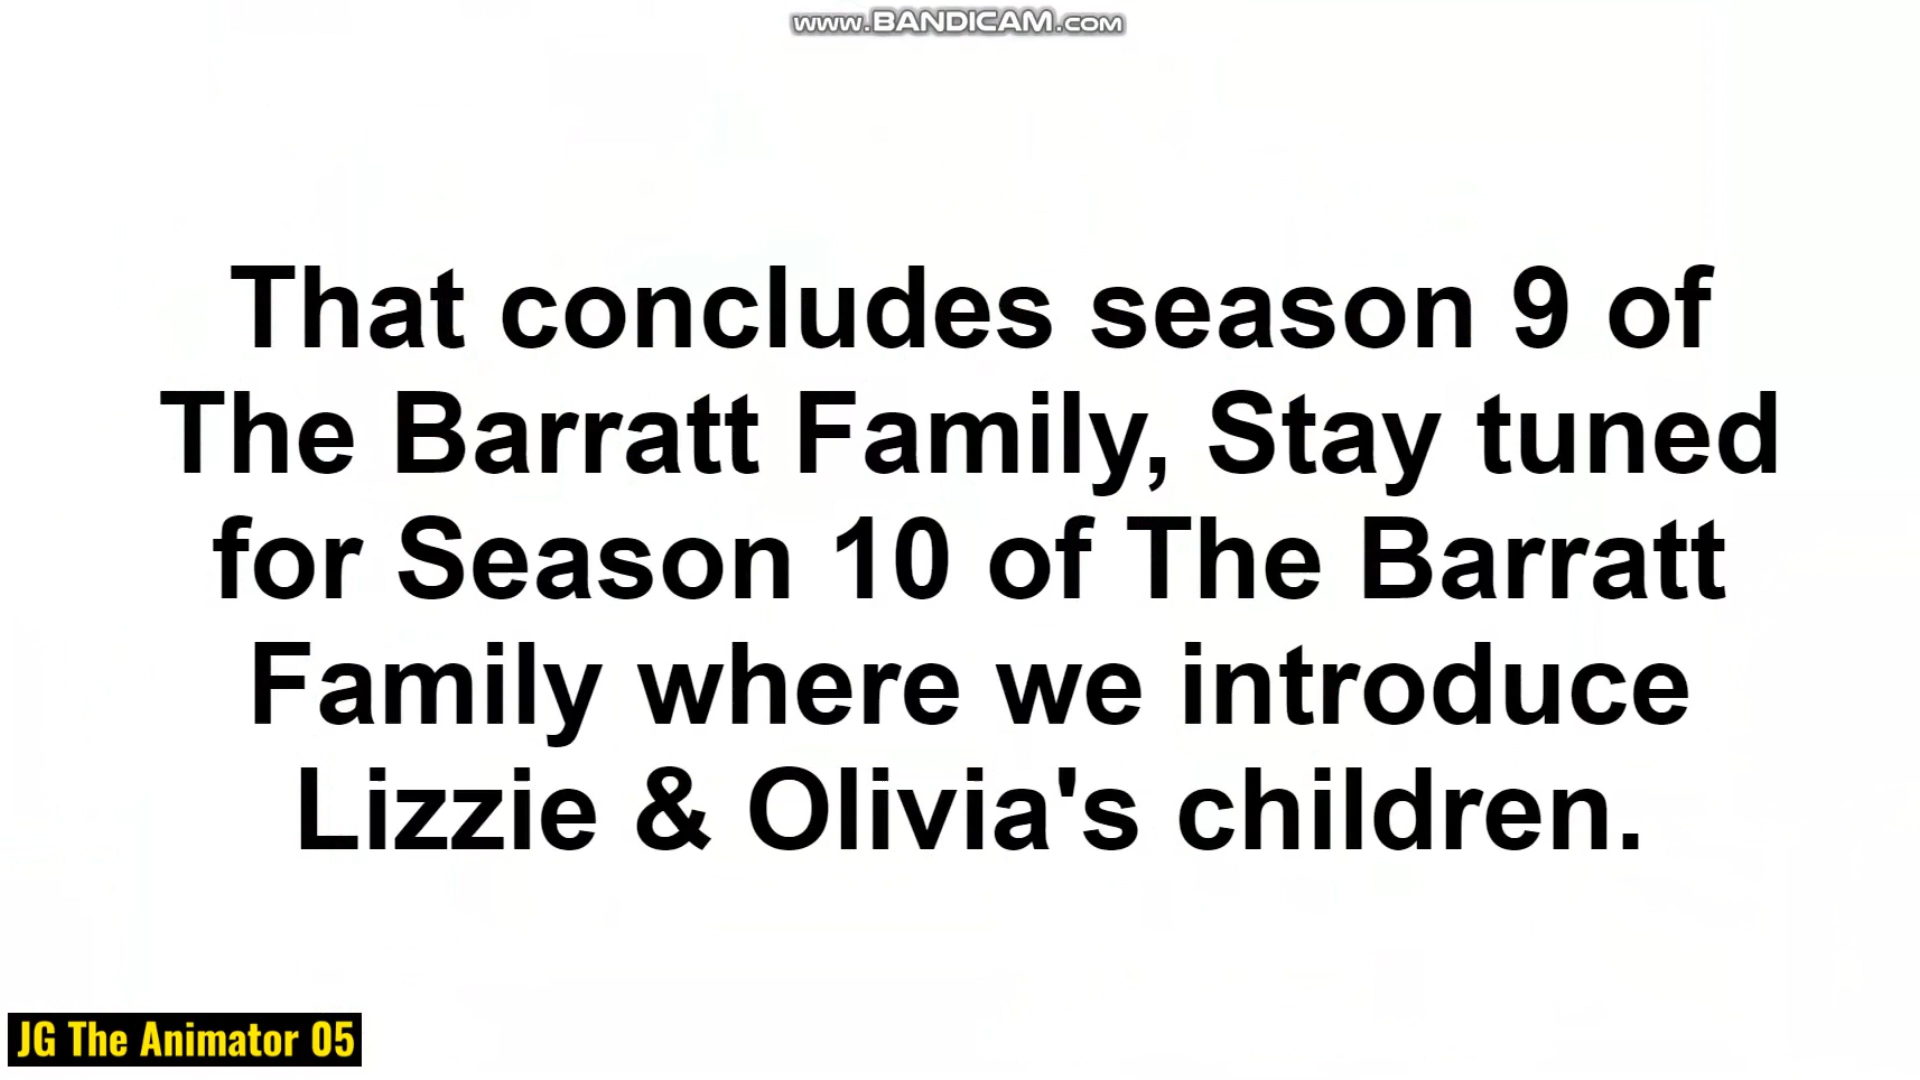 www.BANDICAM.com
That concludes season 9 of
The Barratt Family, Stay tuned
for Season 10 of The Barratt
Family where we introduce
Lizzie & Olivia's children.
JG The Animator 05